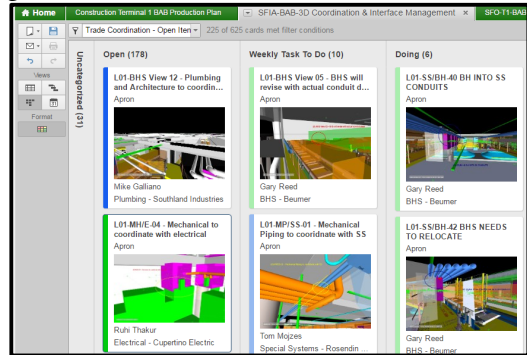 Home
Construction Terminal 1 BAB Production Plan
SFIA-BAB-3D Coordination & Interface Management ×
SFO-T1-BAB
Trade Coordination - Open Iten
225 of 625 cards met filter conditions
Views
Format
Uncategorized (31)
Open (178)
L01-BHS View 12 - Plumbing
and Architecture to coordin...
Apron
Mike Galliano
Plumbing - Southland Industries
L01-MH/E-04 - Mechanical to
coordinate with electrical
Apron
Ruhi Thakur
Electrical - Cupertino Electric
Weekly Task To Do (10)
L01-BHS View 05 - BHS will
revise with actual conduit d...
Apron
Gary Reed
BHS - Beumer
L01-MP/SS-01 - Mechanical
Piping to cooridnate with SS
Apron
Tom Mojzes
Special Systems - Rosendin ...
Doing (6)
L01-SS/BH-40 BH INTO SS
CONDUITS
Apron
Gary Reed
BHS - Beumer
L01-SS/BH-42 BHS NEEDS
TO RELOCATE
Apron
Gary Reed
BHS - Beumer